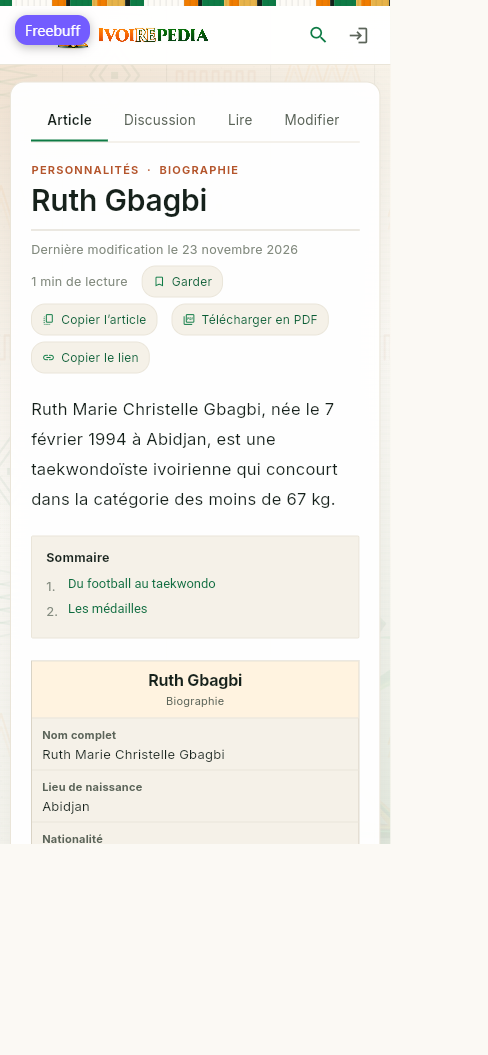 Freebuff
IVOIREPEDIA
Article Discussion Lire Modifier
PERSONNALITÉS · BIOGRAPHIE
Ruth Gbagbi
Dernière modification le 23 novembre 2026
1 min de lecture Garder
Copier l’article Télécharger en PDF
Copier le lien
Ruth Marie Christelle Gbagbi, née le 7
février 1994 à Abidjan, est une
taekwondoïste ivoirienne qui concourt
dans la catégorie des moins de 67 kg.
Sommaire
1. Du football au taekwondo
2. Les médailles
Ruth Gbagbi
Biographie
Nom complet
Ruth Marie Christelle Gbagbi
Lieu de naissance
Abidjan
Nationalité